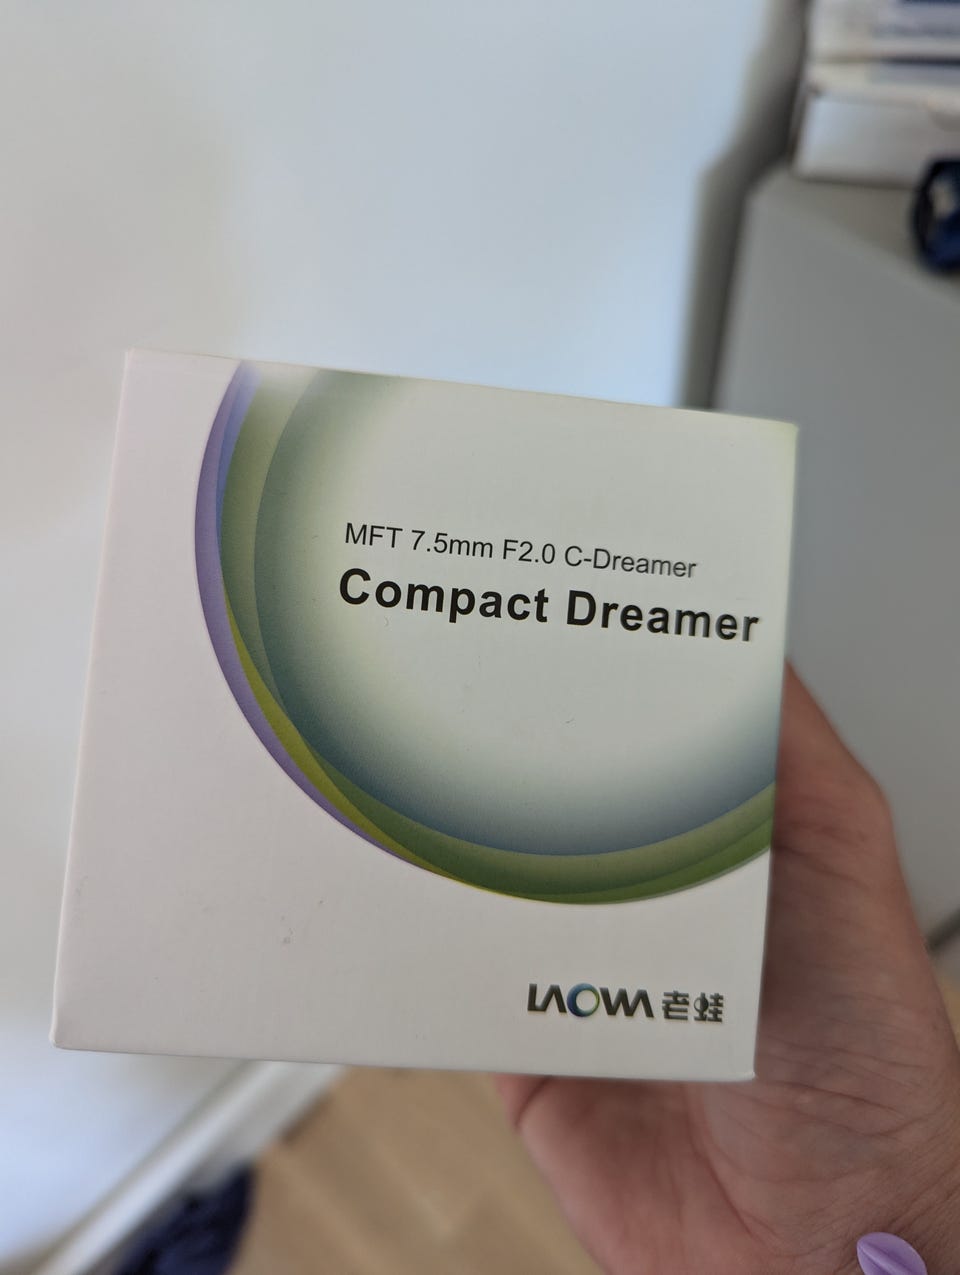 MFT 7.5mm F2.0 C-Dreamer
Compact Dreamer
LAOWA 老蛙